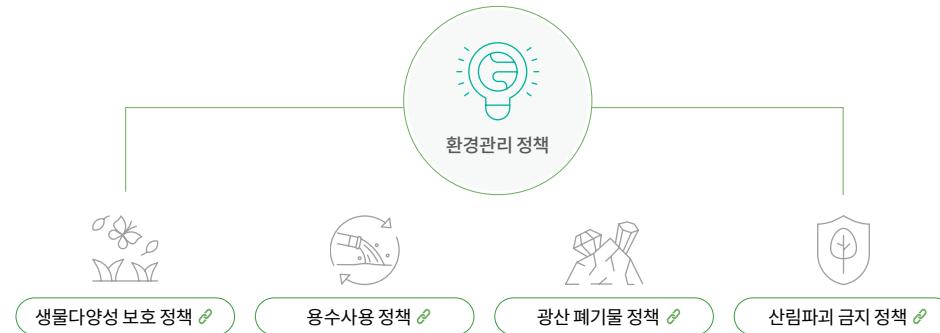 환경관리 정책
생물다양성 보호 정책
용수사용 정책
광산 폐기물 정책
산림파괴 금지 정책